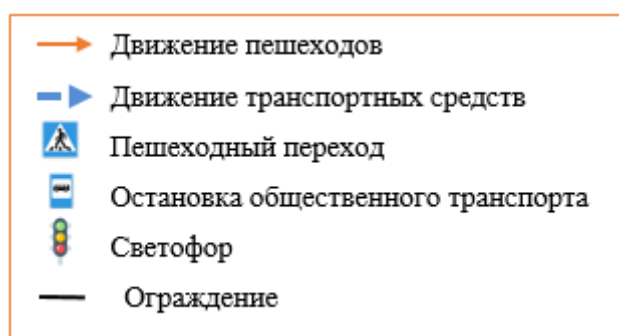 Движение пешеходов
Движение транспортных средств
Пешеходный переход
Остановка общественного транспорта
Светофор
Ограждение